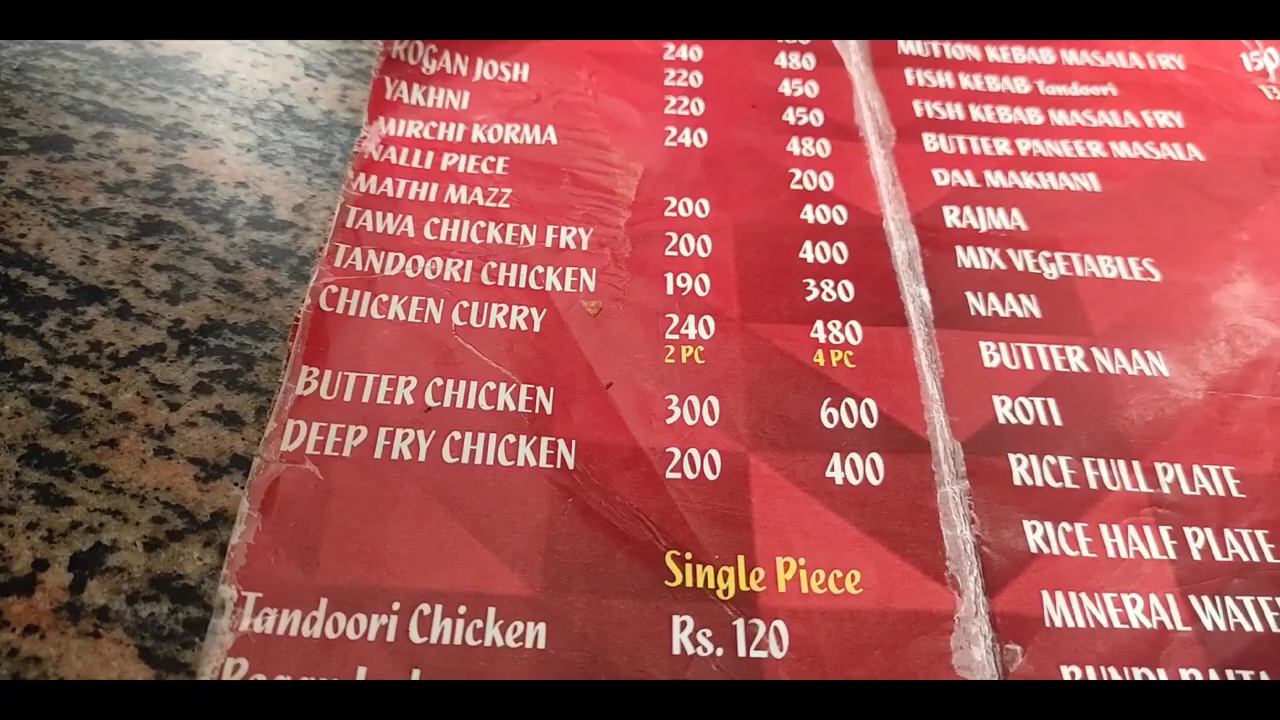 240 480
ROGAN JOSH 220 450
YAKHNI 220 450
MIRCHI KORMA 240 480
NALLI PIECE 200
MATHI MAZZ 200 400
TAWA CHICKEN FRY 200 400
TANDOORI CHICKEN 190 380
CHICKEN CURRY 240 480
2 PC 4 PC
BUTTER CHICKEN 300 600
DEEP FRY CHICKEN 200 400
Single Piece
Tandoori Chicken Rs. 120
MUTTON KEBAB MASALA FRY 150
FISH KEBAB Tandoori
FISH KEBAB MASALA FRY
BUTTER PANEER MASALA
DAL MAKHANI
RAJMA
MIX VEGETABLES
NAAN
BUTTER NAAN
ROTI
RICE FULL PLATE
RICE HALF PLATE
MINERAL WATE